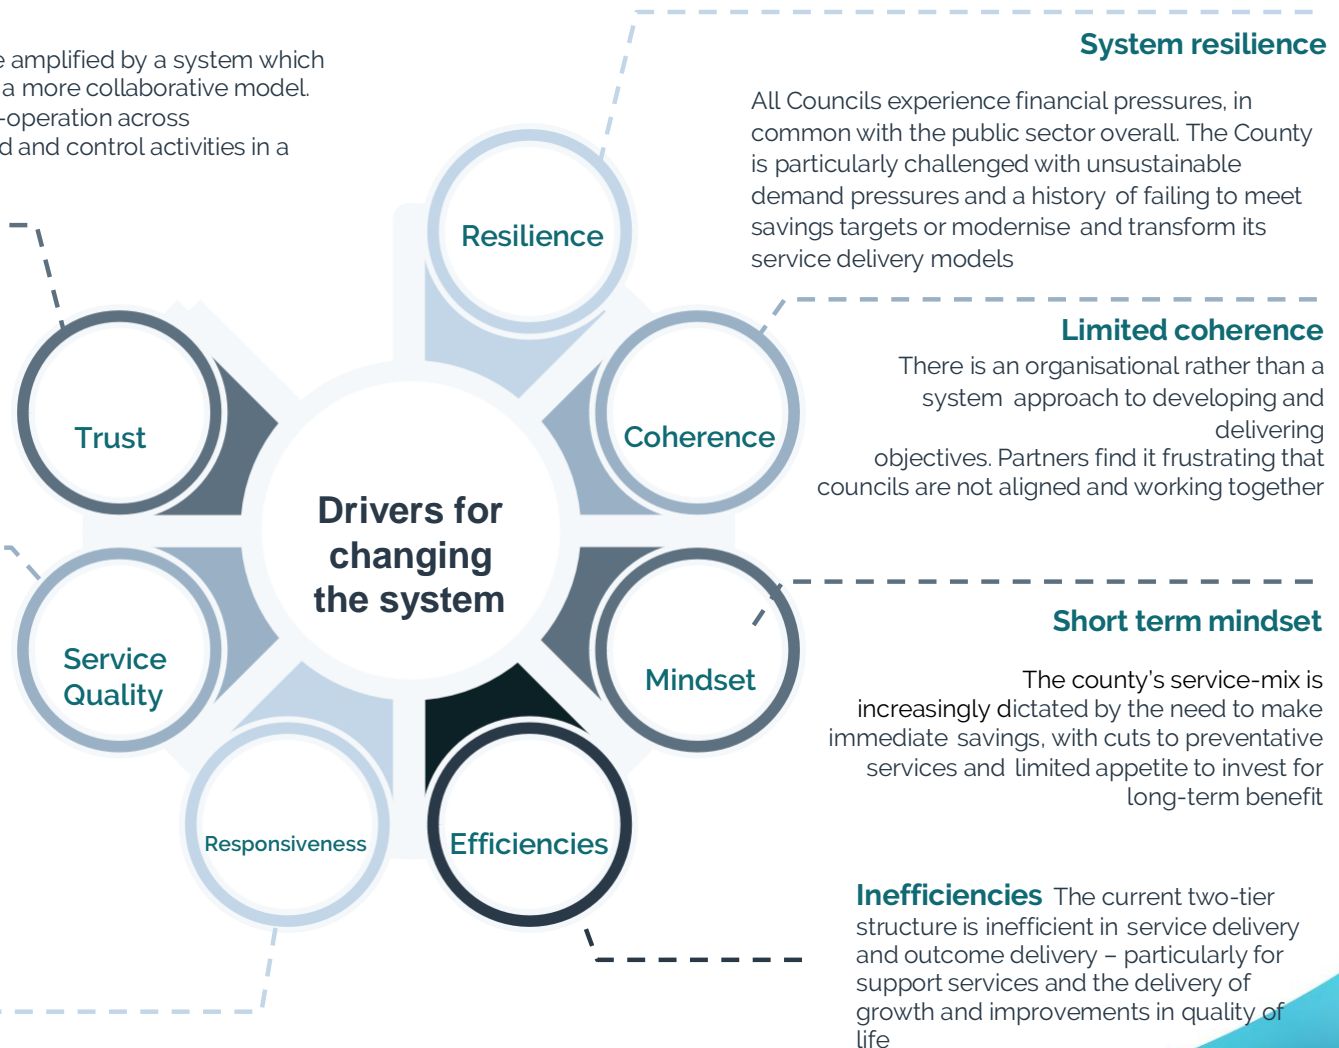 e amplified by a system which
a more collaborative model.
-operation across
d and control activities in a
System resilience
All Councils experience financial pressures, in
common with the public sector overall. The County
is particularly challenged with unsustainable
demand pressures and a history of failing to meet
savings targets or modernise and transform its
service delivery models
Resilience
Limited coherence
There is an organisational rather than a
system approach to developing and
delivering
objectives. Partners find it frustrating that
councils are not aligned and working together
Trust
Coherence
Drivers for
changing
the system
Short term mindset
The county's service-mix is
increasingly dictated by the need to make
immediate savings, with cuts to preventative
services and limited appetite to invest for
long-term benefit
Service
Quality
Mindset
Responsiveness
Efficiencies
Inefficiencies The current two-tier
structure is inefficient in service delivery
and outcome delivery – particularly for
support services and the delivery of
growth and improvements in quality of
life